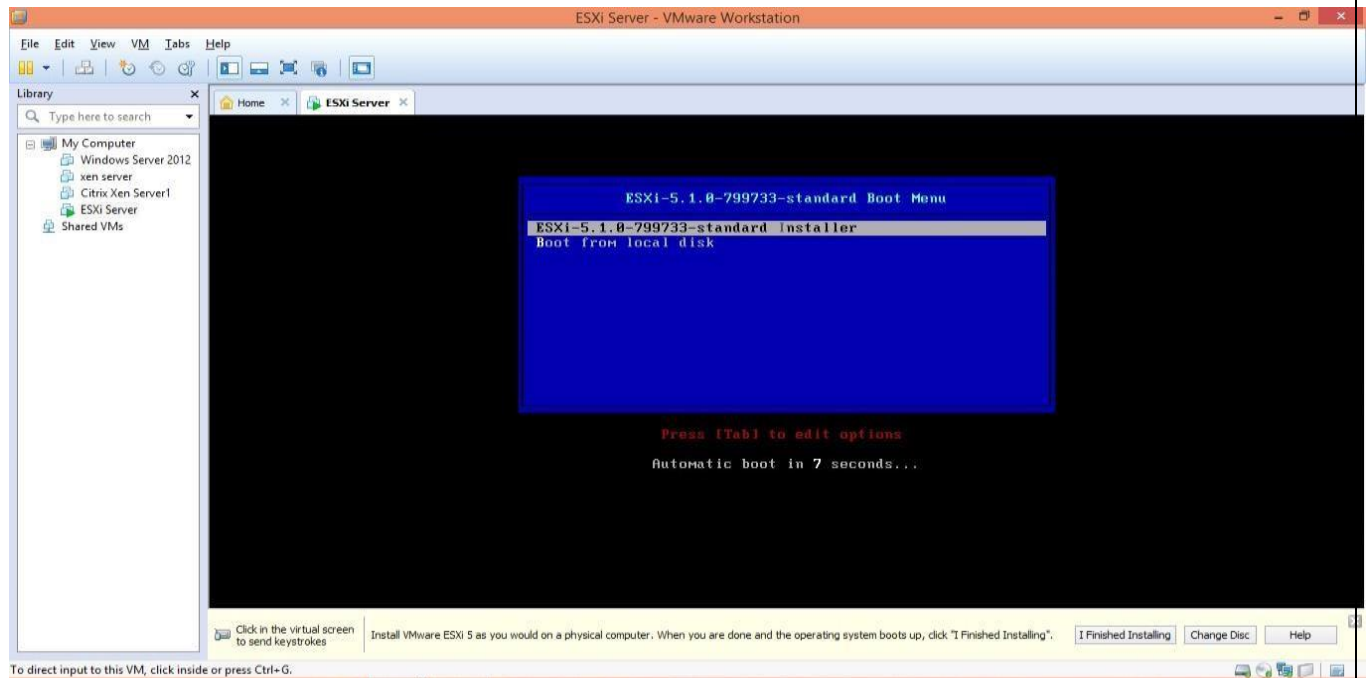 ESXi Server - VMware Workstation
File Edit View VM Tabs Help
Library
Type here to search
My Computer
Windows Server 2012
xen server
Citrix Xen Server1
ESXi Server
Shared VMs
Home
ESXi Server
ESXi-5.1.0-799733-standard Boot Menu
ESXi-5.1.0-799733-standard Installer
Boot from local disk
Press [Tab] to edit options
Automatic boot in 7 seconds...
Click in the virtual screen
to send keystrokes
Install VMware ESXi 5 as you would on a physical computer. When you are done and the operating system boots up, click "I Finished Installing".
I Finished Installing
Change Disc
Help
To direct input to this VM, click inside or press Ctrl+G.